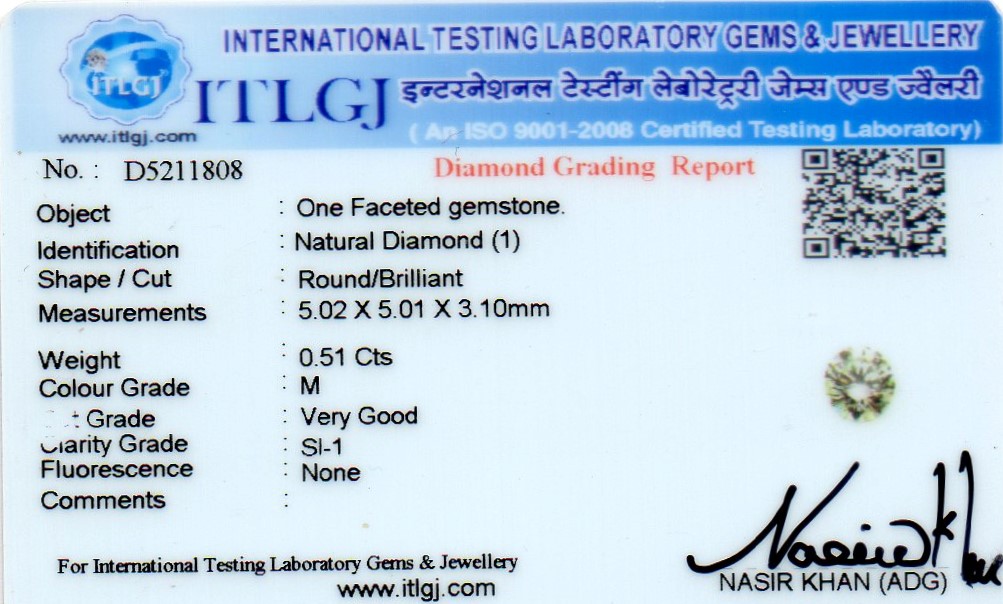 INTERNATIONAL TESTING LABORATORY GEMS & JEWELLERY
ITLGJ
ITLGJ इन्टरनेशनल टेस्टींग लेबोरेट्ररी जेम्स एण्ड ज्वैलरी
www.itlgj.com
( An ISO 9001-2008 Certified Testing Laboratory)
No. : D5211808
Diamond Grading Report
Object : One Faceted gemstone.
Identification : Natural Diamond (1)
Shape / Cut : Round/Brilliant
Measurements : 5.02 X 5.01 X 3.10mm
Weight : 0.51 Cts
Colour Grade : M
Grade : Very Good
Clarity Grade : SI-1
Fluorescence : None
Comments :
For International Testing Laboratory Gems & Jewellery
www.itlgj.com
Nasir Khan
NASIR KHAN (ADG)